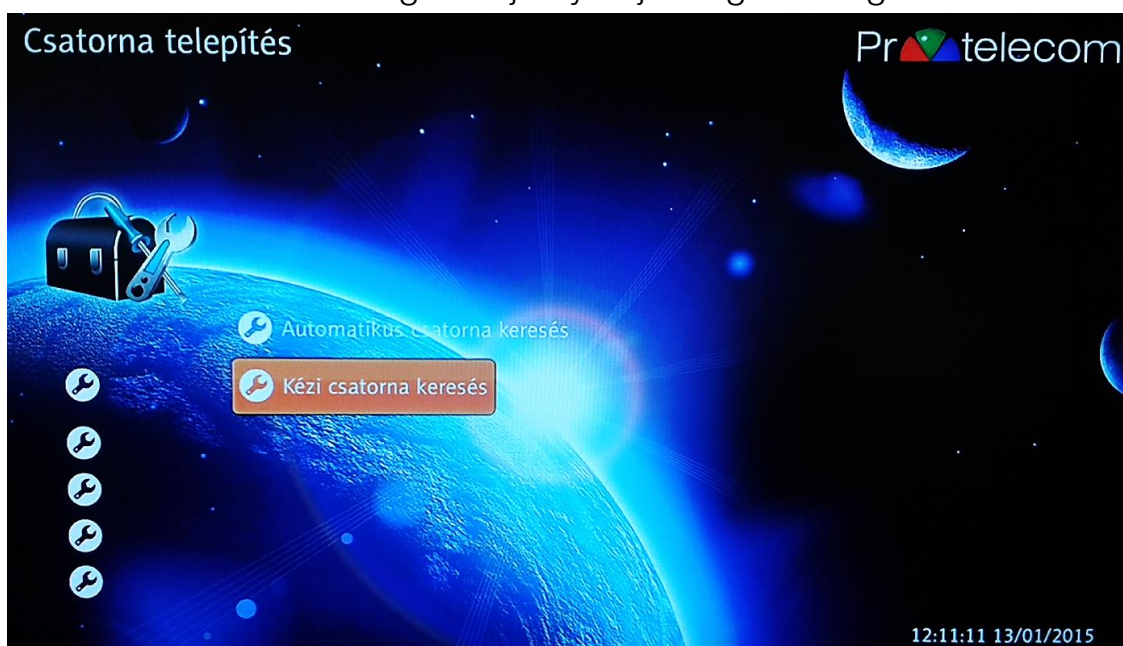 Csatorna telepítés
Pr telecom
Automatikus csatorna keresés
Kézi csatorna keresés
12:11:11 13/01/2015